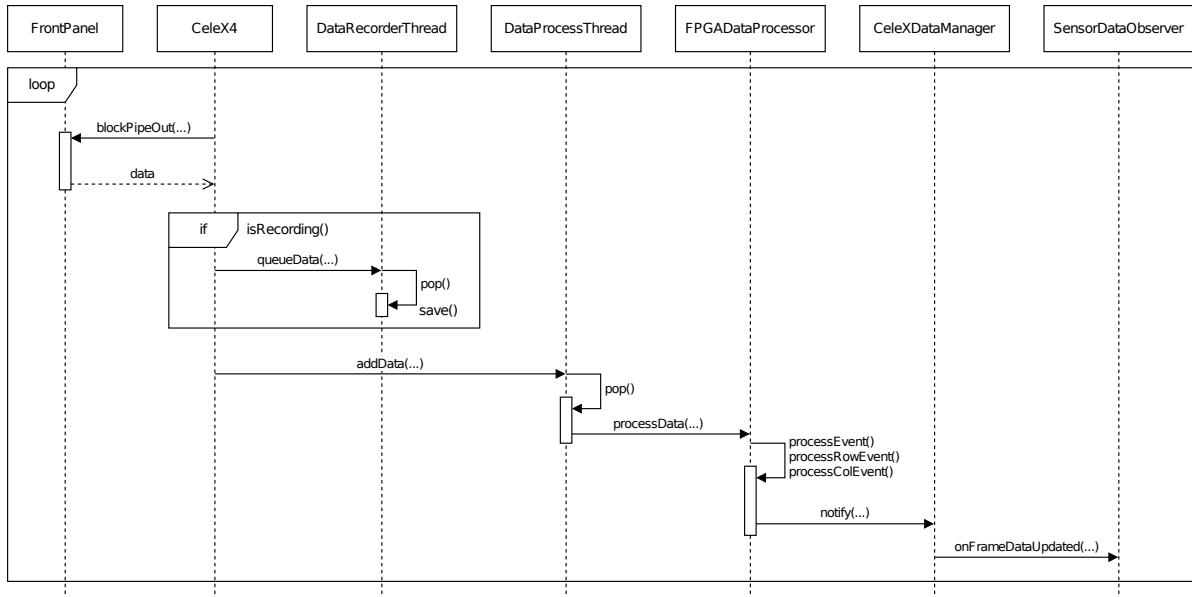 FrontPanel
CeleX4
DataRecorderThread
DataProcessThread
FPGADataProcessor
CeleXDataManager
SensorDataObserver
loop
blockPipeOut(...)
data
if
isRecording()
queueData(...)
pop()
save()
addData(...)
pop()
processData(...)
processEvent()
processRowEvent()
processColEvent()
notify(...)
onFrameDataUpdated(...)